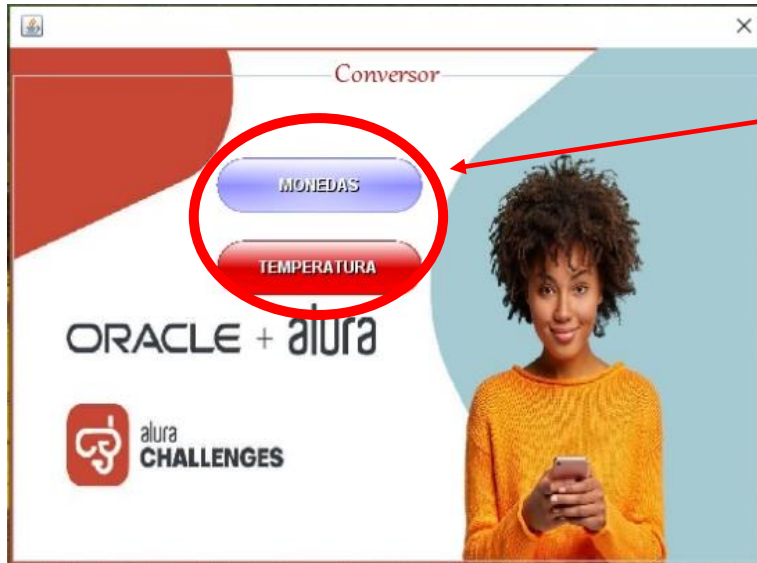 Conversor
MONEDAS
TEMPERATURA
ORACLE + alura
alura
CHALLENGES